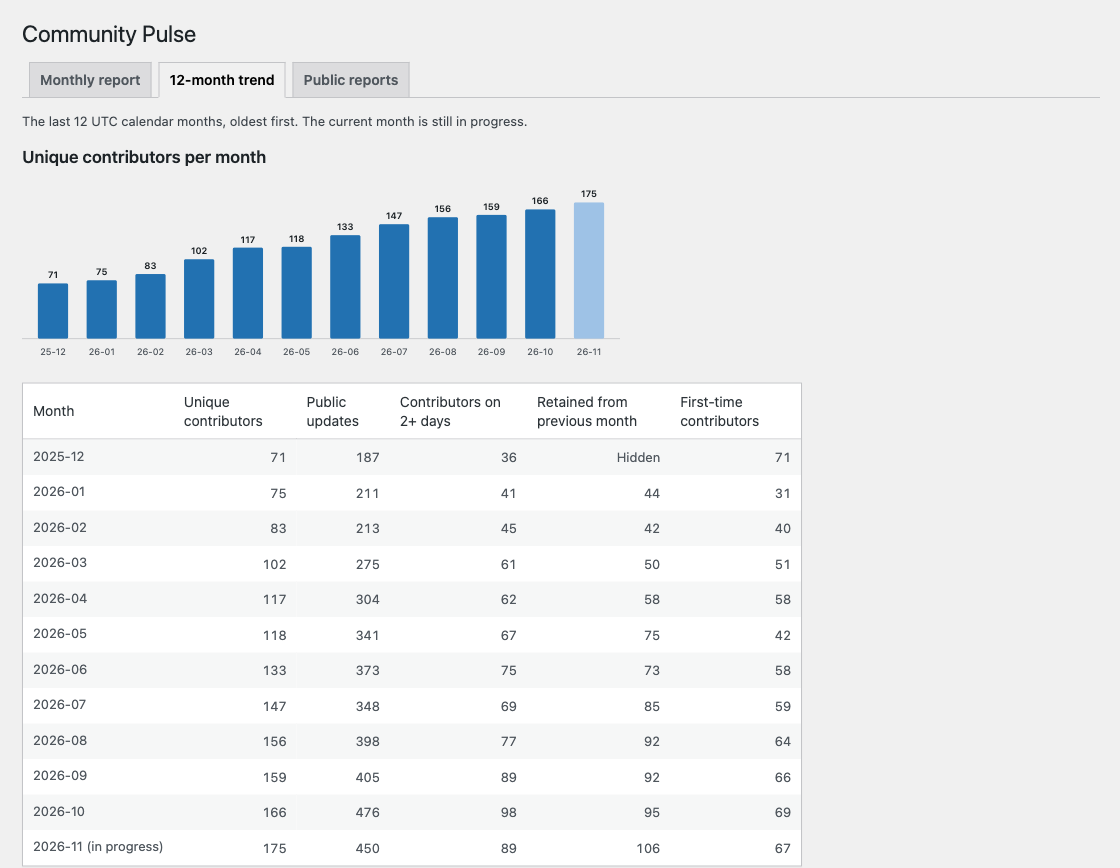 Community Pulse
Monthly report 12-month trend Public reports
The last 12 UTC calendar months, oldest first. The current month is still in progress.
Unique contributors per month
71 75 83 102 117 118 133 147 156 159 166 175
25-12 26-01 26-02 26-03 26-04 26-05 26-06 26-07 26-08 26-09 26-10 26-11
Month Unique contributors Public updates Contributors on 2+ days Retained from previous month First-time contributors
2025-12 71 187 36 Hidden 71
2026-01 75 211 41 44 31
2026-02 83 213 45 42 40
2026-03 102 275 61 50 51
2026-04 117 304 62 58 58
2026-05 118 341 67 75 42
2026-06 133 373 75 73 58
2026-07 147 348 69 85 59
2026-08 156 398 77 92 64
2026-09 159 405 89 92 66
2026-10 166 476 98 95 69
2026-11 (in progress) 175 450 89 106 67